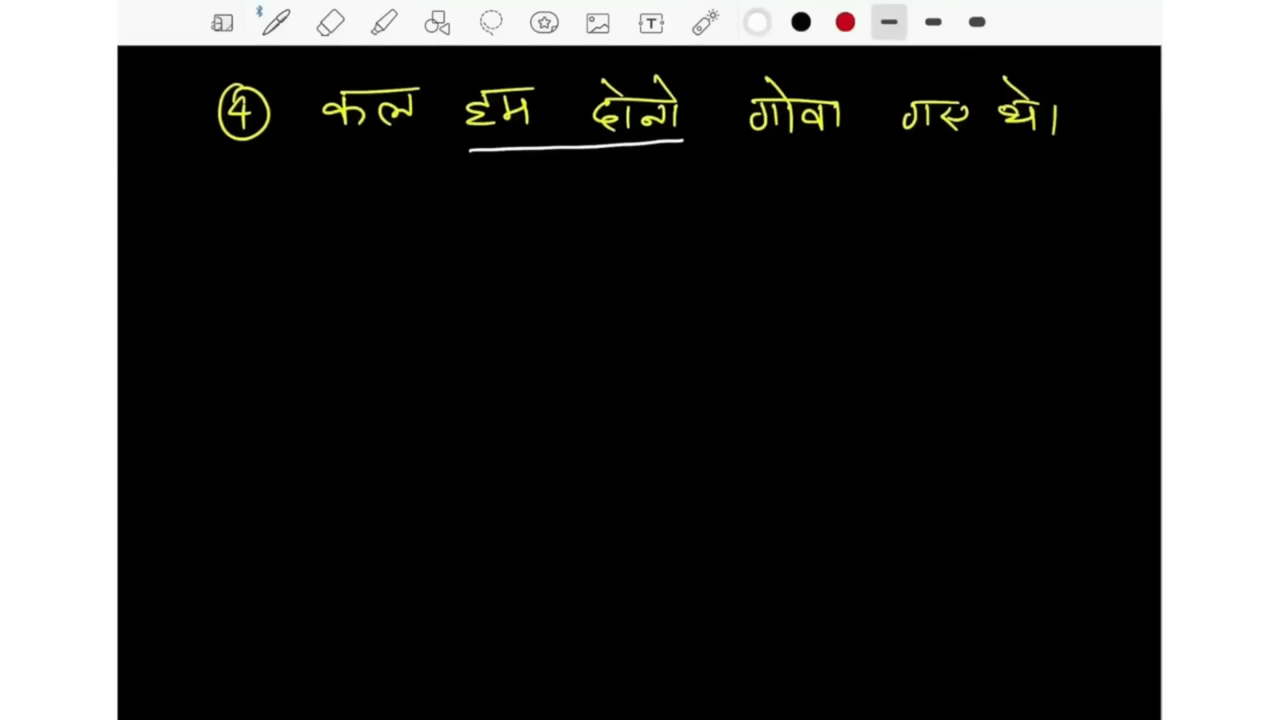 ④ कल हम दोनो गोवा गए थे।